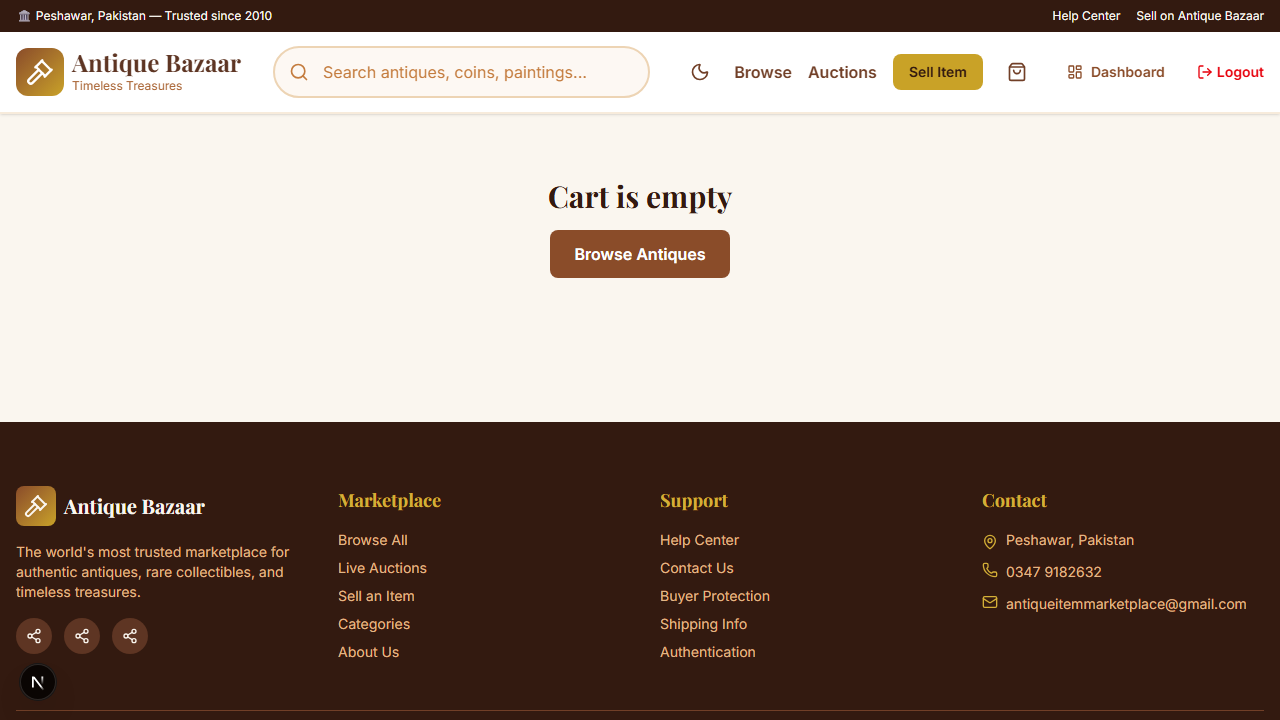 🏛️ Peshawar, Pakistan — Trusted since 2010
Help Center
Sell on Antique Bazaar
Antique Bazaar
Timeless Treasures
Search antiques, coins, paintings...
Browse
Auctions
Sell Item
Dashboard
Logout
Cart is empty
Browse Antiques
Antique Bazaar
The world's most trusted marketplace for
authentic antiques, rare collectibles, and
timeless treasures.
N
Marketplace
Browse All
Live Auctions
Sell an Item
Categories
About Us
Support
Help Center
Contact Us
Buyer Protection
Shipping Info
Authentication
Contact
Peshawar, Pakistan
0347 9182632
antiqueitemmarketplace@gmail.com